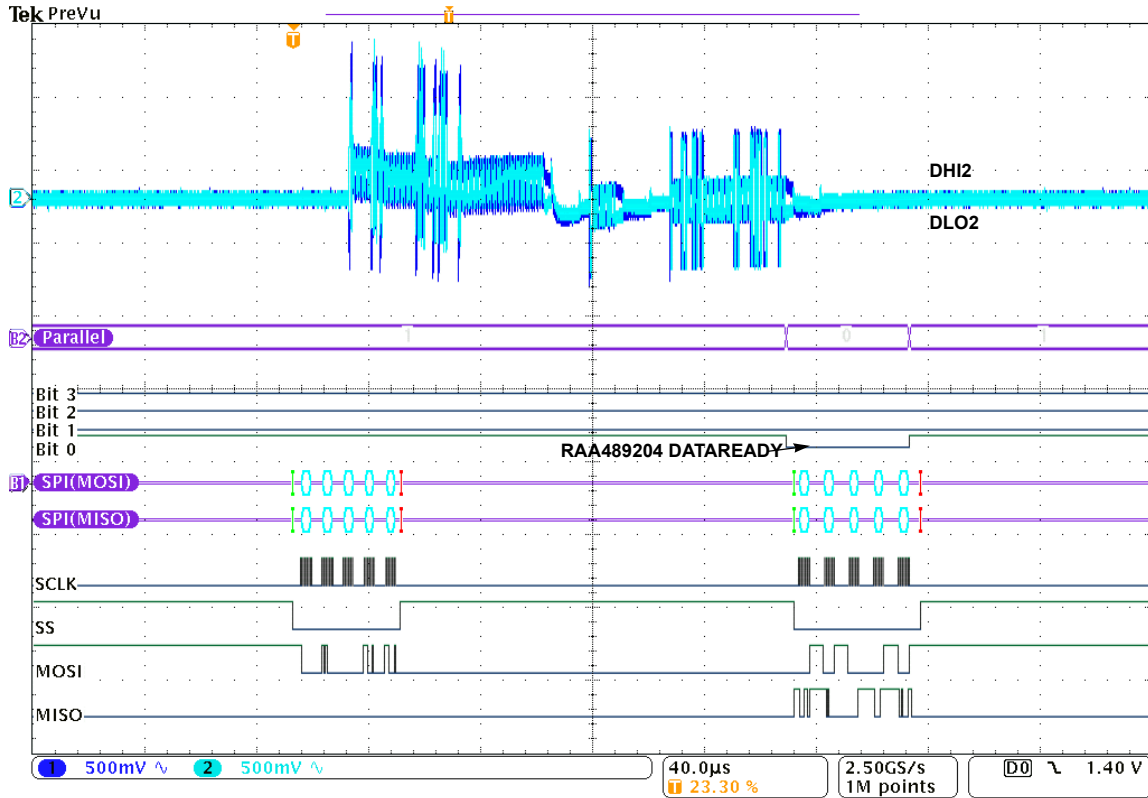 Tek PreVu
T
T
2
DHI2
DLO2
B2 Parallel 1 0 1
Bit 3
Bit 2
Bit 1
Bit 0
RAA489204 DATAREADY
B1 SPI(MOSI)
SPI(MISO)
SCLK
SS
MOSI
MISO
1 500mV ∿ 2 500mV ∿
40.0μs
T 23.30 %
2.50GS/s
1M points
D0 1.40 V